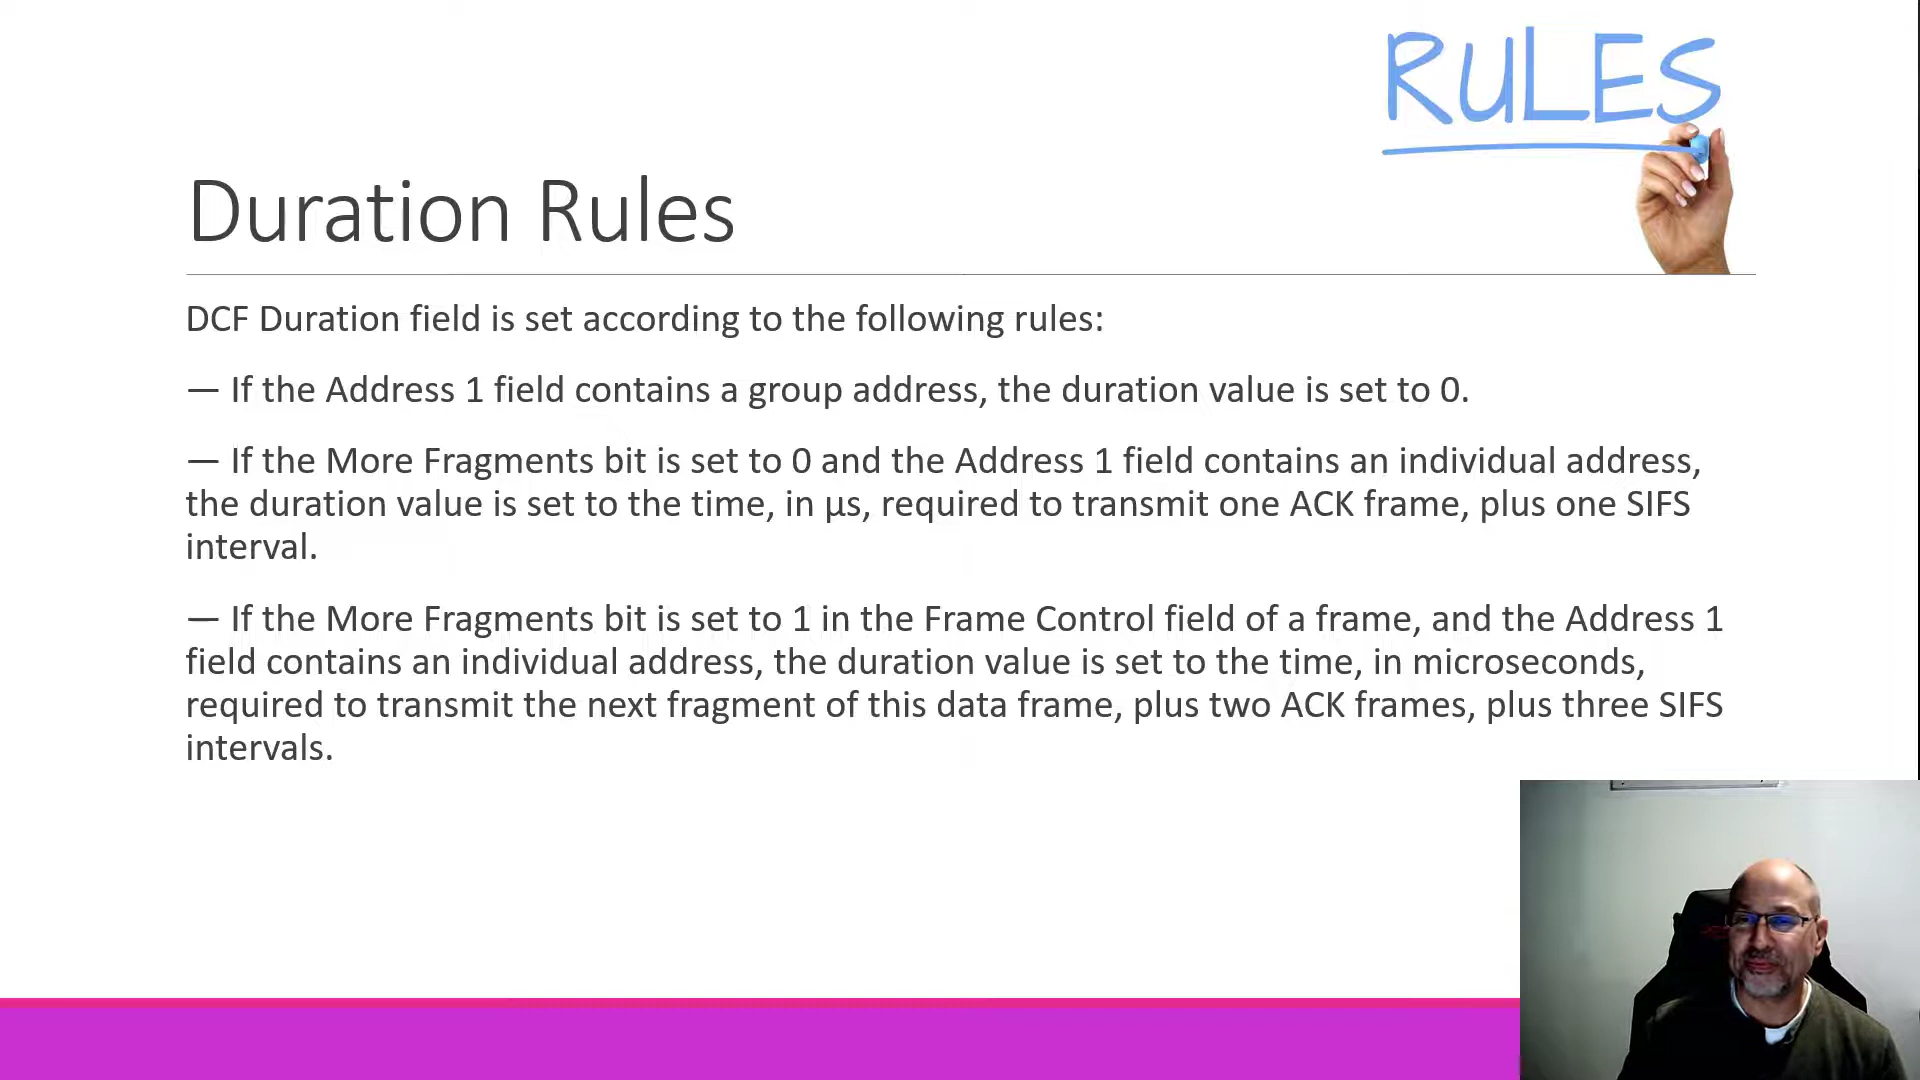 RULES
Duration Rules
DCF Duration field is set according to the following rules:
— If the Address 1 field contains a group address, the duration value is set to 0.
— If the More Fragments bit is set to 0 and the Address 1 field contains an individual address,
the duration value is set to the time, in µs, required to transmit one ACK frame, plus one SIFS
interval.
— If the More Fragments bit is set to 1 in the Frame Control field of a frame, and the Address 1
field contains an individual address, the duration value is set to the time, in microseconds,
required to transmit the next fragment of this data frame, plus two ACK frames, plus three SIFS
intervals.